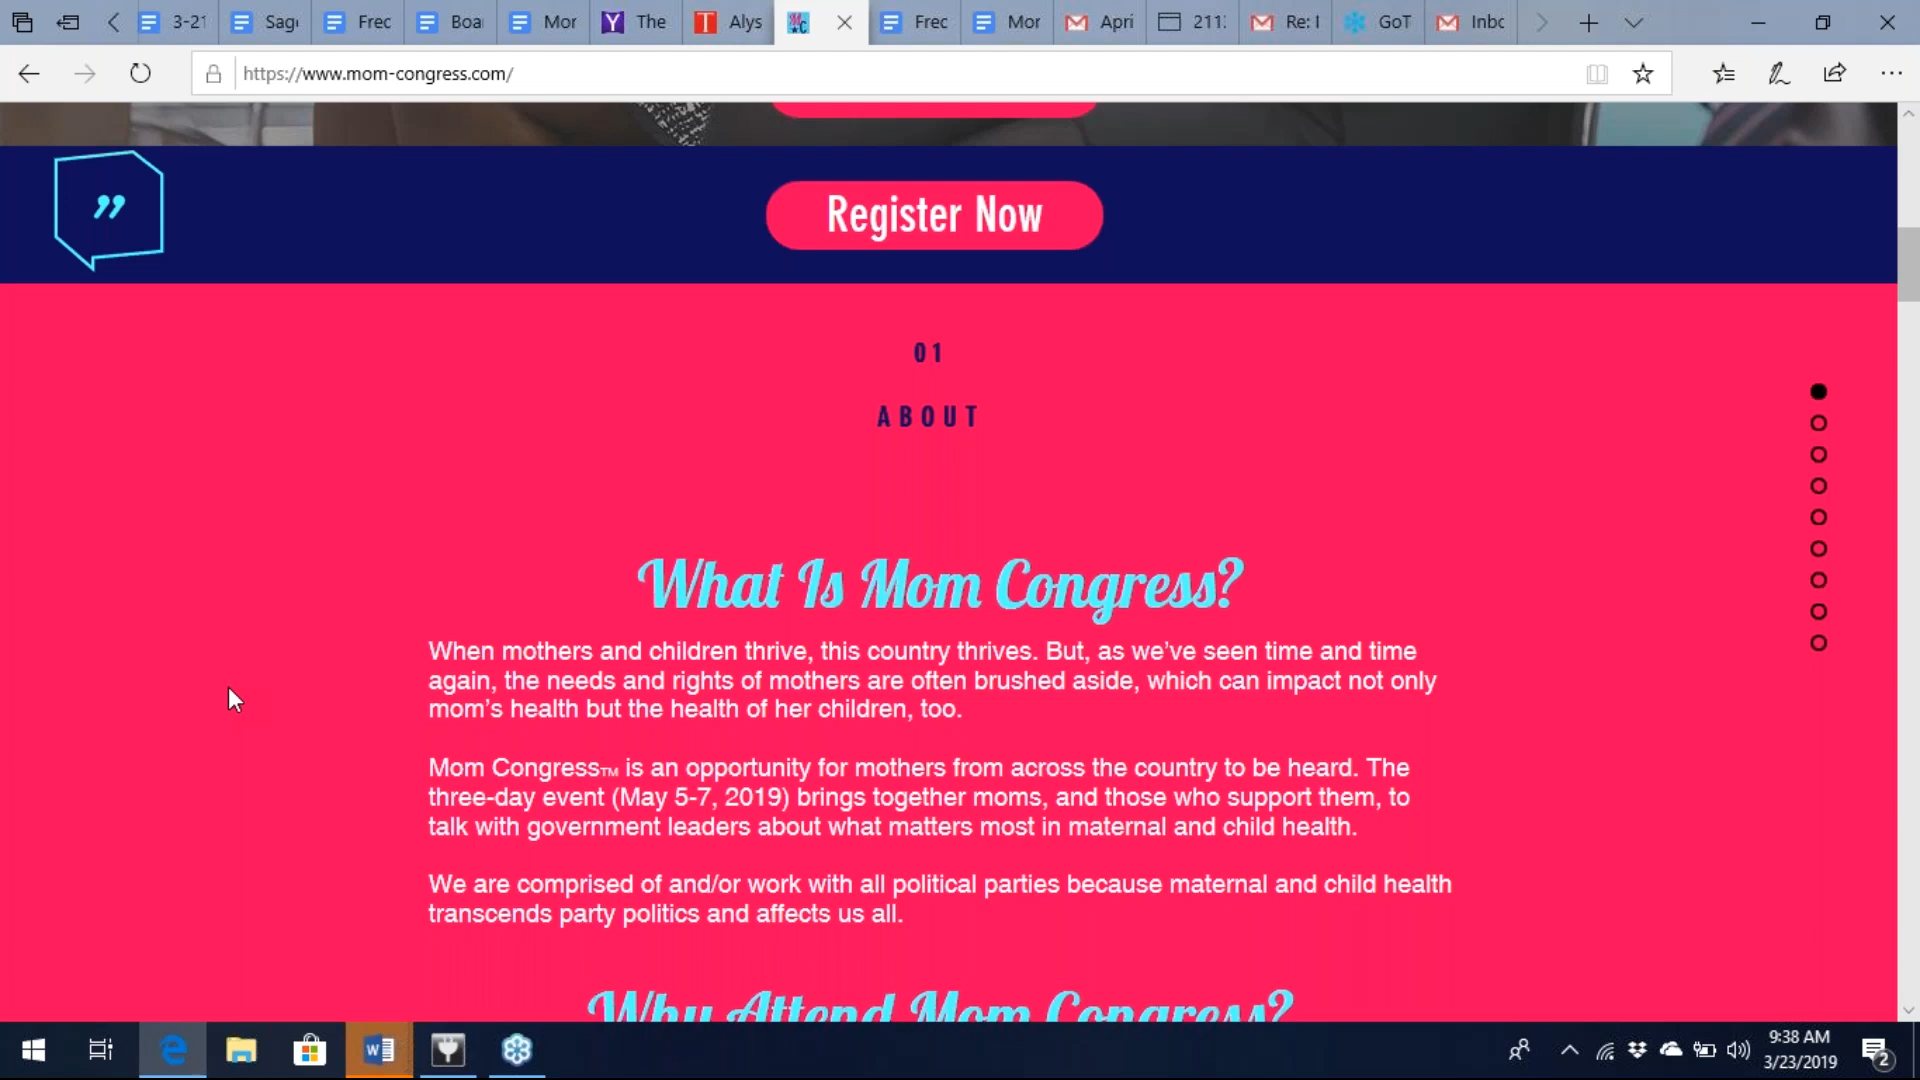 3-21
Sage
Frec
Boa
Mor
The
Alys
Frec
Mor
Apri
211
Re: I
GoT
Inbc
https://www.mom-congress.com/
”
Register Now
01
ABOUT
What Is Mom Congress?
When mothers and children thrive, this country thrives. But, as we’ve seen time and time
again, the needs and rights of mothers are often brushed aside, which can impact not only
mom’s health but the health of her children, too.
Mom Congress™ is an opportunity for mothers from across the country to be heard. The
three-day event (May 5-7, 2019) brings together moms, and those who support them, to
talk with government leaders about what matters most in maternal and child health.
We are comprised of and/or work with all political parties because maternal and child health
transcends party politics and affects us all.
Why Attend Mom Congress?
9:38 AM
3/23/2019
2